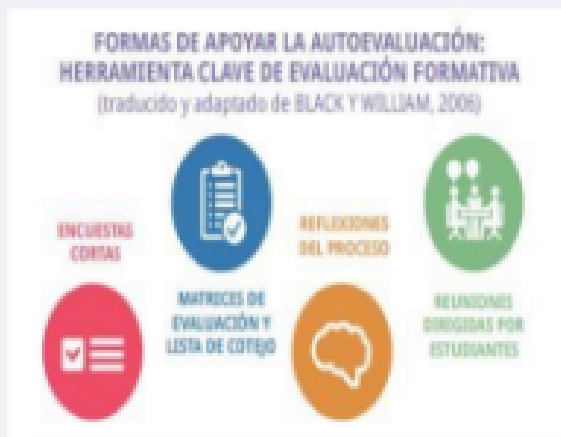 FORMAS DE APOYAR LA AUTOEVALUACIÓN:
HERRAMIENTA CLAVE DE EVALUACIÓN FORMATIVA
(traducido y adaptado de BLACK Y WILLIAM, 2006)
ENCUESTAS
CORTAS
MATRICES DE
EVALUACIÓN Y
LISTA DE COTEJO
REFLEXIONES
DEL PROCESO
REUNIONES
DIRIGIDAS POR
ESTUDIANTES